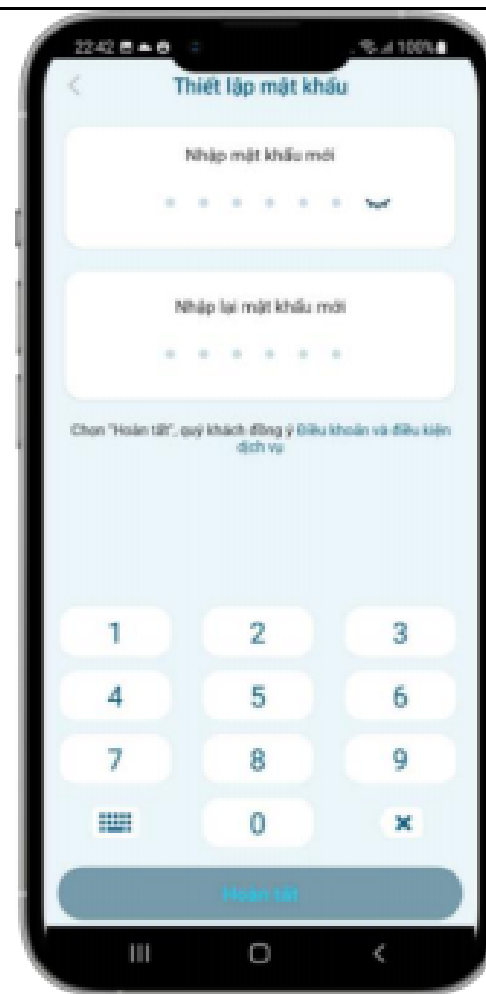 22:42
100%
Thiết lập mật khẩu
Nhập mật khẩu mới
Nhập lại mật khẩu mới
Chọn "Hoàn tất", quý khách đồng ý Điều khoản và điều kiện
dịch vụ
1 2 3
4 5 6
7 8 9
0
Hoàn tất